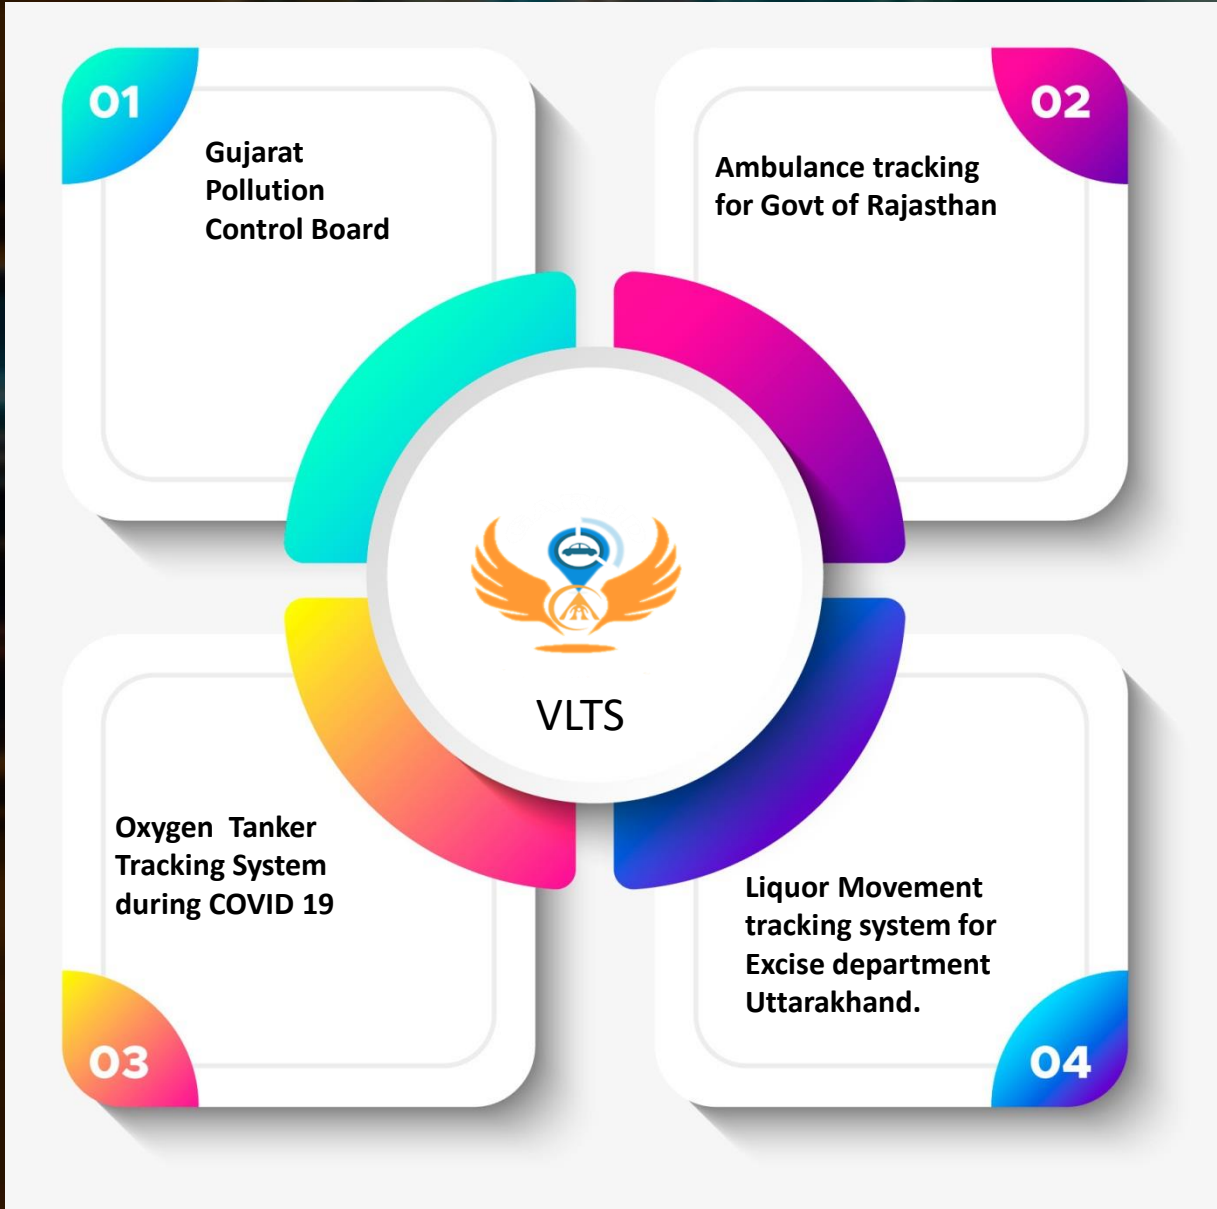 01
Gujarat
Pollution
Control Board
02
Ambulance tracking
for Govt of Rajasthan
VLTS
Oxygen  Tanker
Tracking System
during COVID 19
03
Liquor Movement
tracking system for
Excise department
Uttarakhand.
04